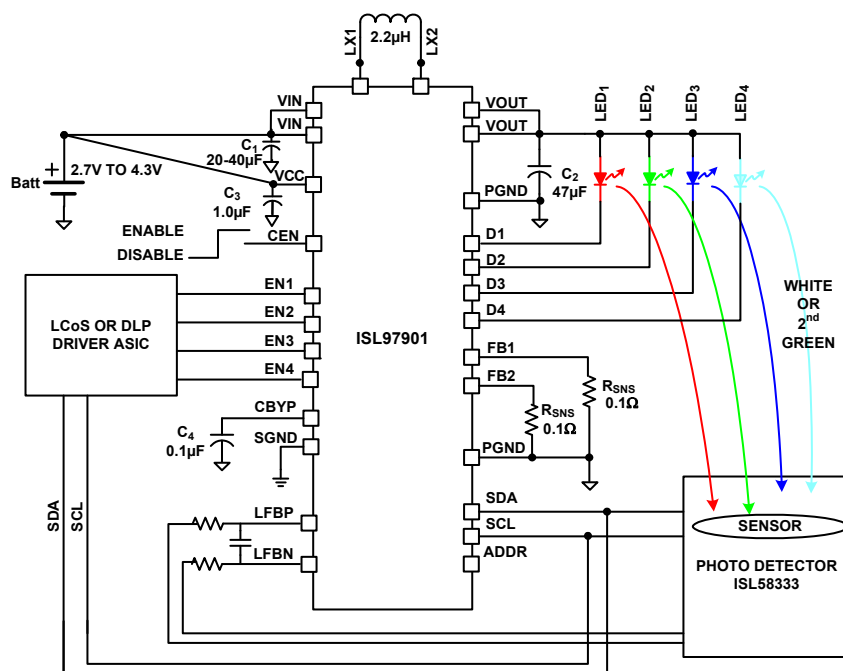 LX1
2.2µH
LX2
VIN
VIN
C1
20-40µF
2.7V TO 4.3V
Batt
+
VCC
C3
1.0µF
ENABLE
DISABLE
CEN
LCoS OR DLP
DRIVER ASIC
EN1
EN2
EN3
EN4
CBYP
C4
0.1µF
SGND
SDA
SCL
LFBP
LFBN
ISL97901
VOUT
VOUT
C2
47µF
PGND
D1
D2
D3
D4
FB1
FB2
RSNS
0.1Ω
RSNS
0.1Ω
PGND
SDA
SCL
ADDR
LED1
LED2
LED3
LED4
WHITE
OR
2nd
GREEN
SENSOR
PHOTO DETECTOR
ISL58333